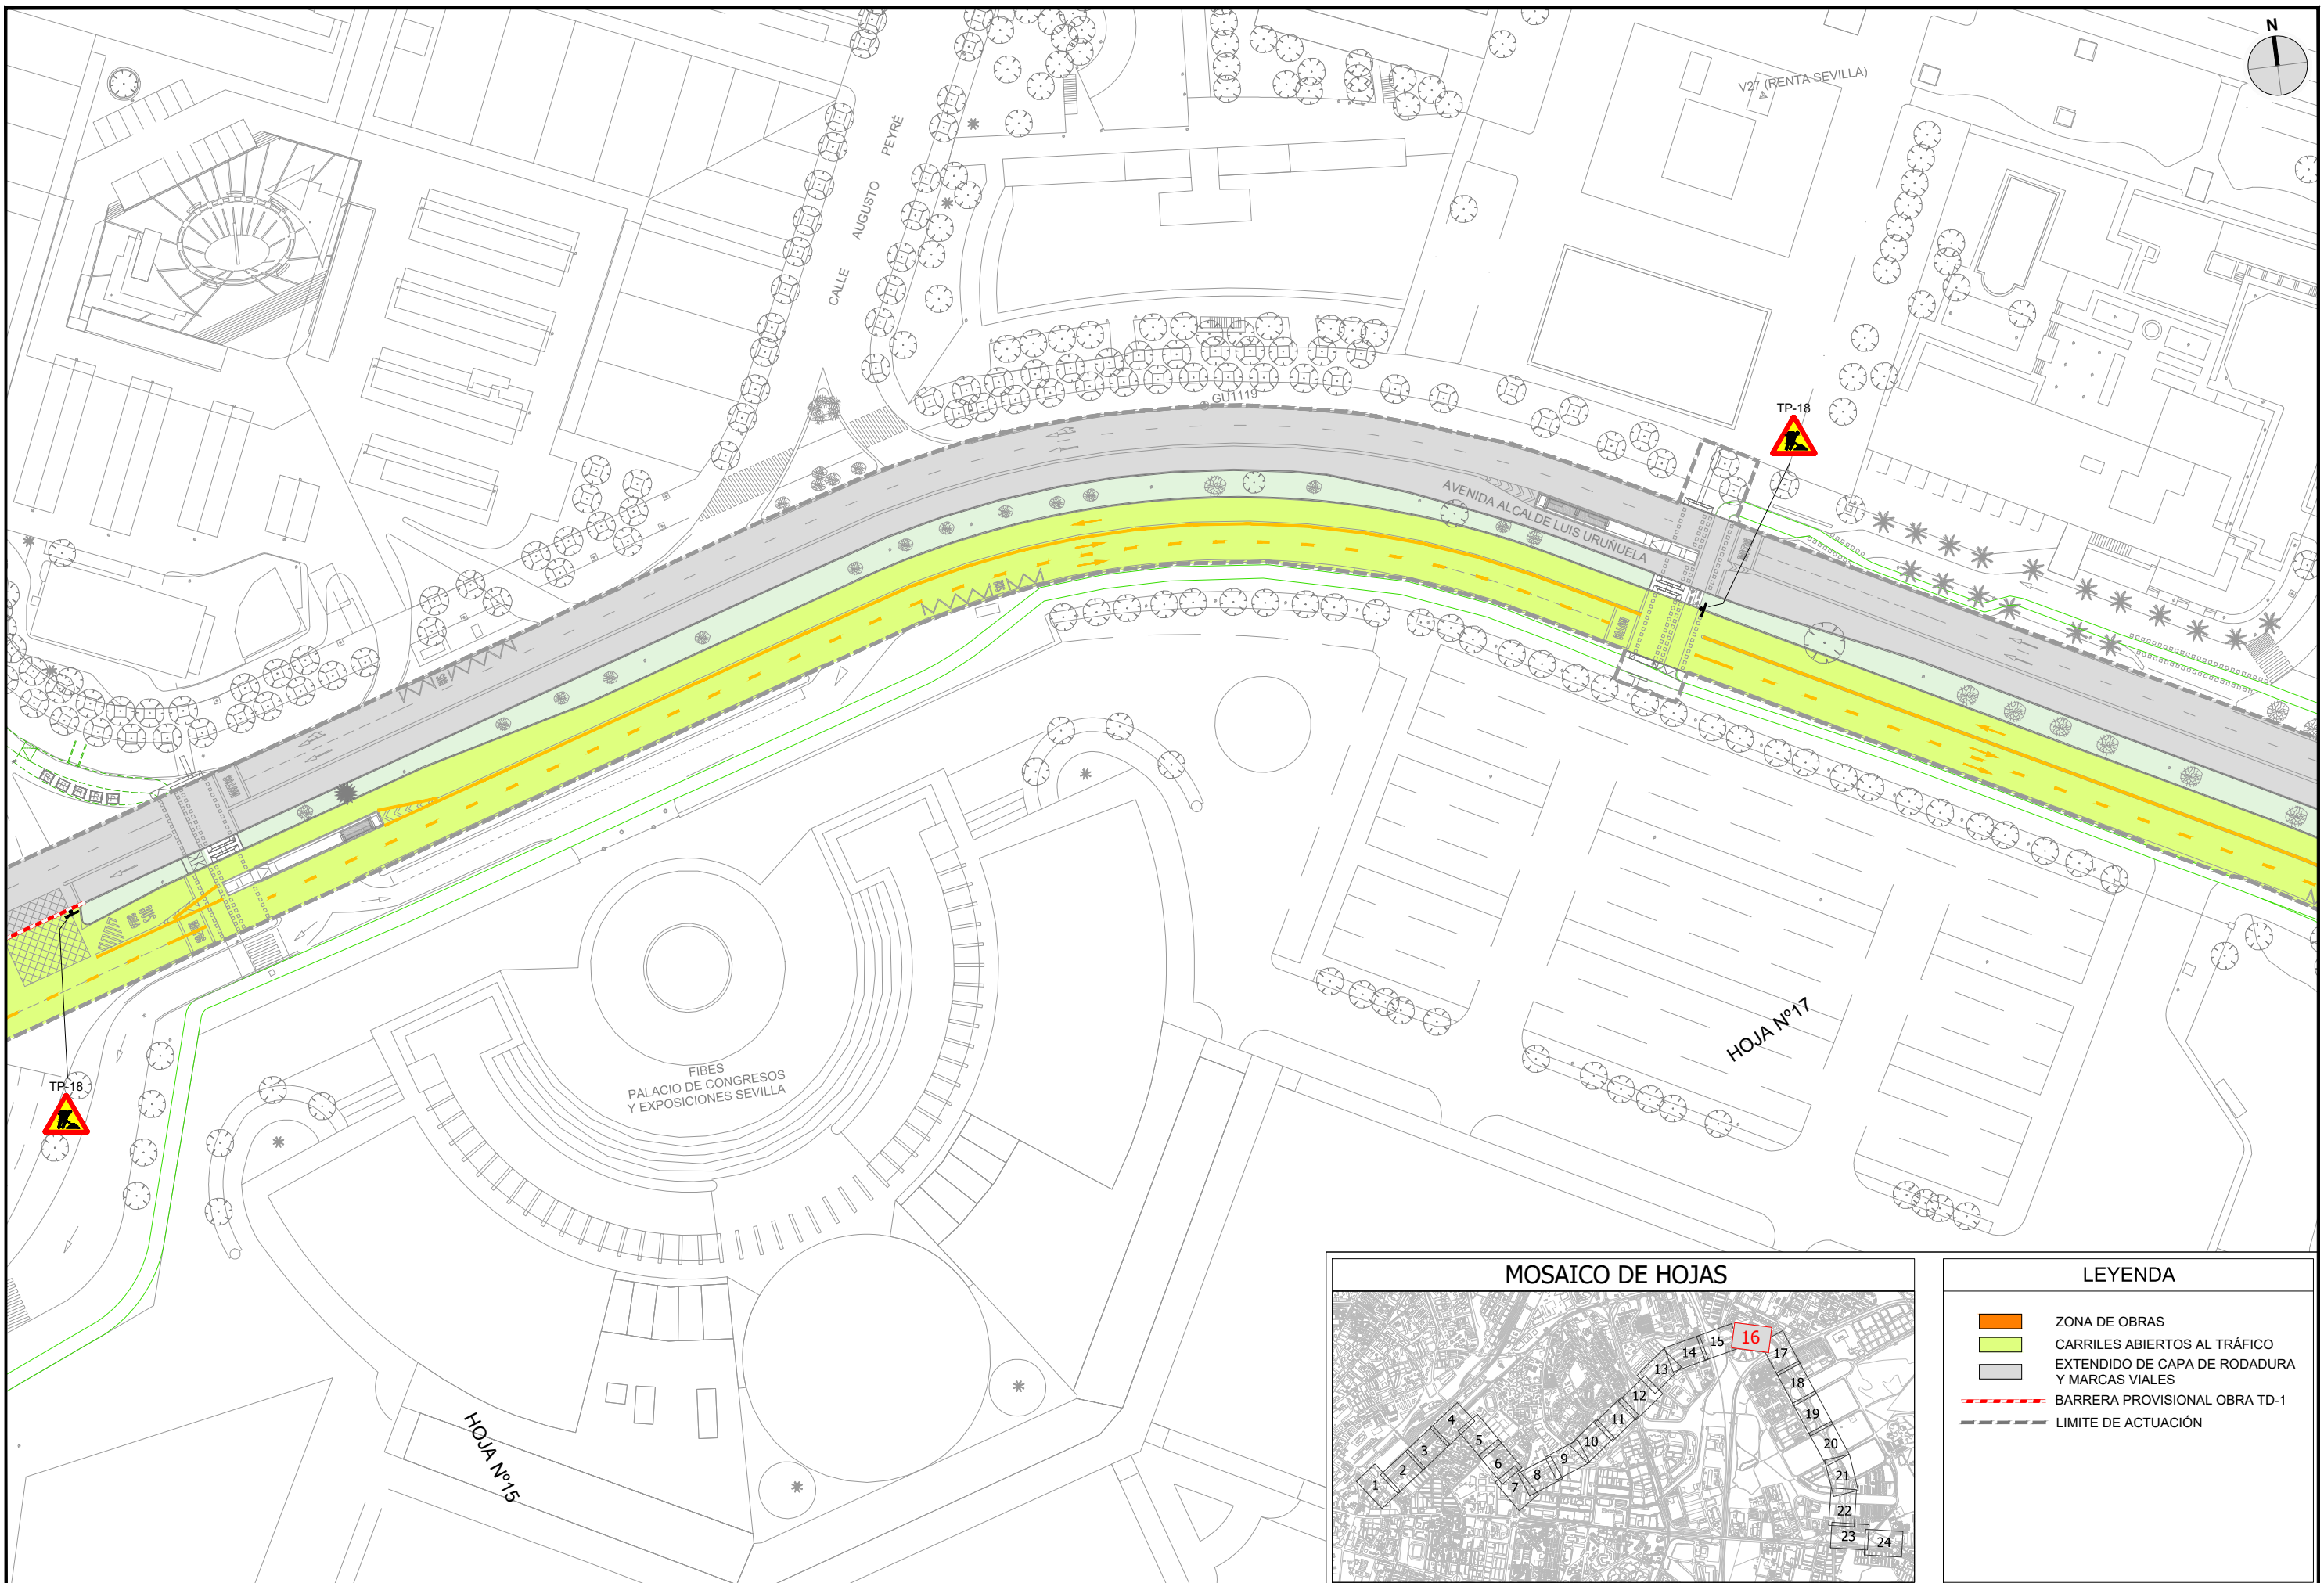 N
V27 (RENTA SEVILLA)
CALLE AUGUSTO PEYRÉ
GU1119
TP-18
AVENIDA ALCALDE LUIS URUÑUELA
TP-18
FIBES
PALACIO DE CONGRESOS
Y EXPOSICIONES SEVILLA
HOJA Nº17
HOJA Nº15
MOSAICO DE HOJAS
1
2
3
4
5
6
7
8
9
10
11
12
13
14
15
16
17
18
19
20
21
22
23
24
LEYENDA
ZONA DE OBRAS
CARRILES ABIERTOS AL TRÁFICO
EXTENDIDO DE CAPA DE RODADURA
Y MARCAS VIALES
BARRERA PROVISIONAL OBRA TD-1
LIMITE DE ACTUACIÓN